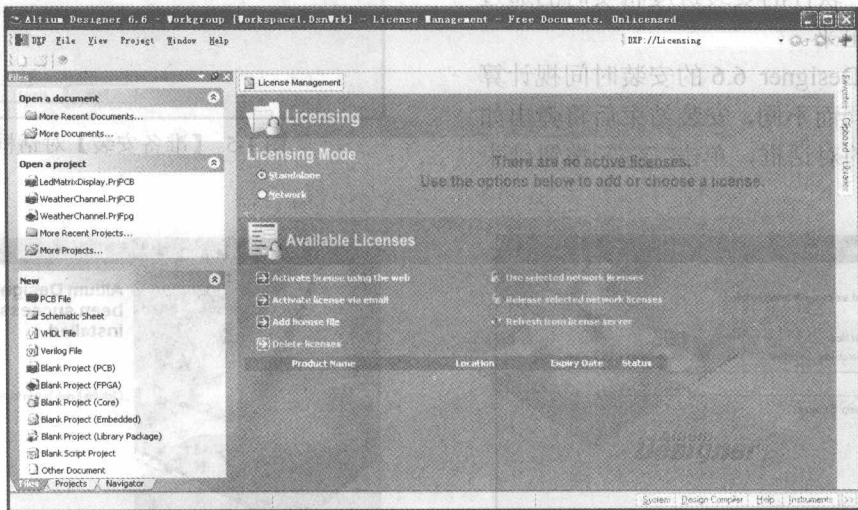 Altium Designer 6.6 - Workgroup [Workspace1.DsnWrk] - License Management - Free Documents. Unlicensed
DXP File View Project Window Help
DXP://Licensing
Files
License Management
Open a document
More Recent Documents...
More Documents...
Open a project
LedMatrixDisplay.PrjPCB
WeatherChannel.PrjPCB
WeatherChannel.PrjFpg
More Recent Projects...
More Projects...
New
PCB File
Schematic Sheet
VHDL File
Verilog File
Blank Project (PCB)
Blank Project (FPGA)
Blank Project (Core)
Blank Project (Embedded)
Blank Project (Library Package)
Blank Script Project
Other Document
Files Projects Navigator
Licensing
Licensing Mode
Standalone
Network
There are no active licenses.
Use the options below to add or choose a license.
Available Licenses
Activate license using the web
Activate license via email
Add license file
Delete licenses
Use selected network licenses
Release selected network licenses
Refresh from license server
Product Name Location Expiry Date Status
Favorites Clipboard Libraries
System Design Compiler Help Instruments >>